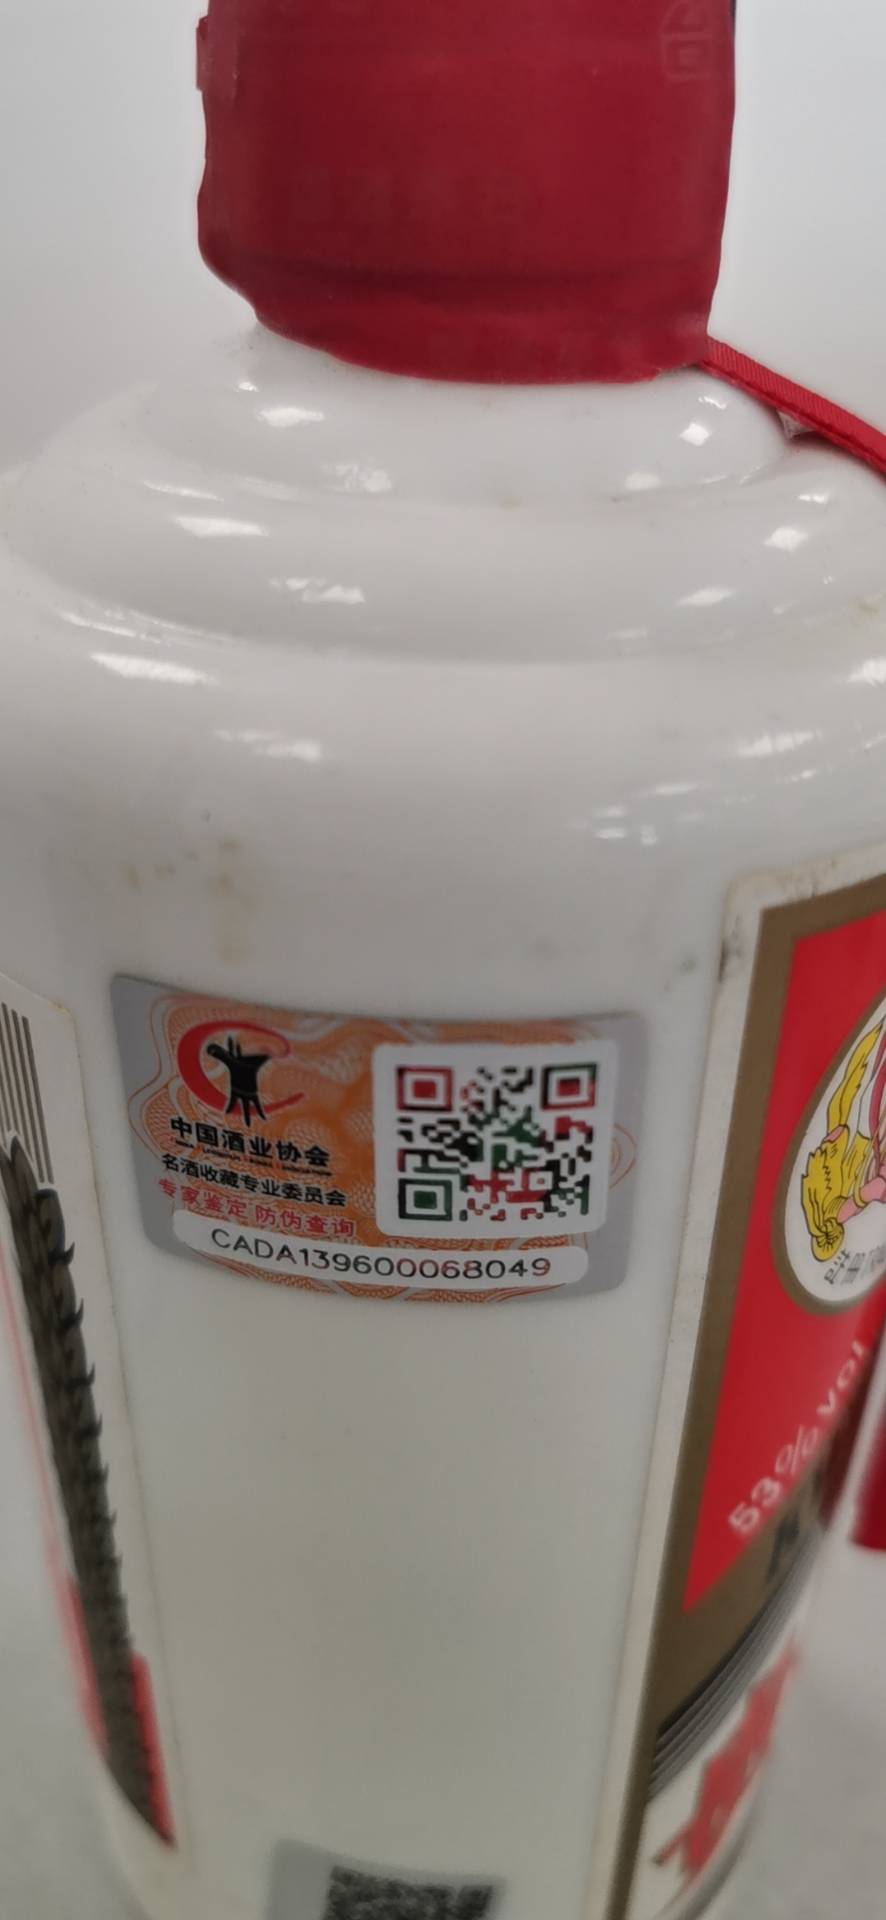 中国酒业协会
名酒收藏专业委员会
专家鉴定 防伪查询
CADA139600068049
53% vol